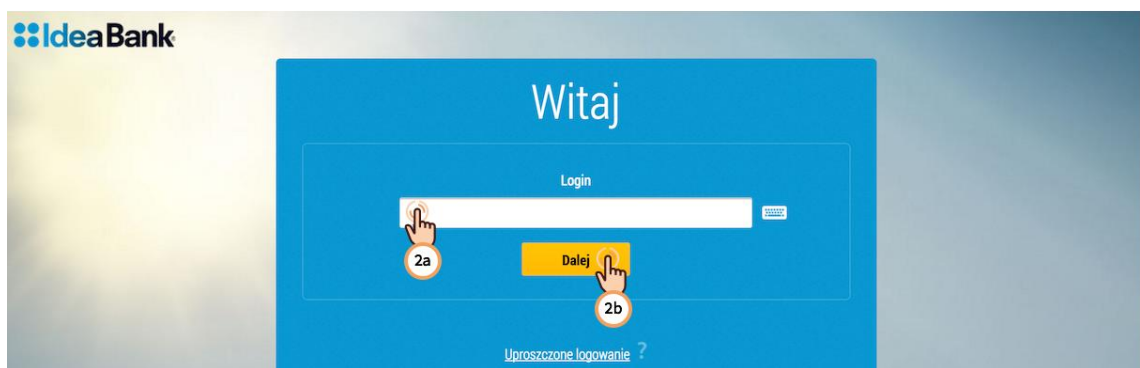 IdeaBank
Witaj
Login
2a
Dalej
2b
Uproszczone logowanie ?